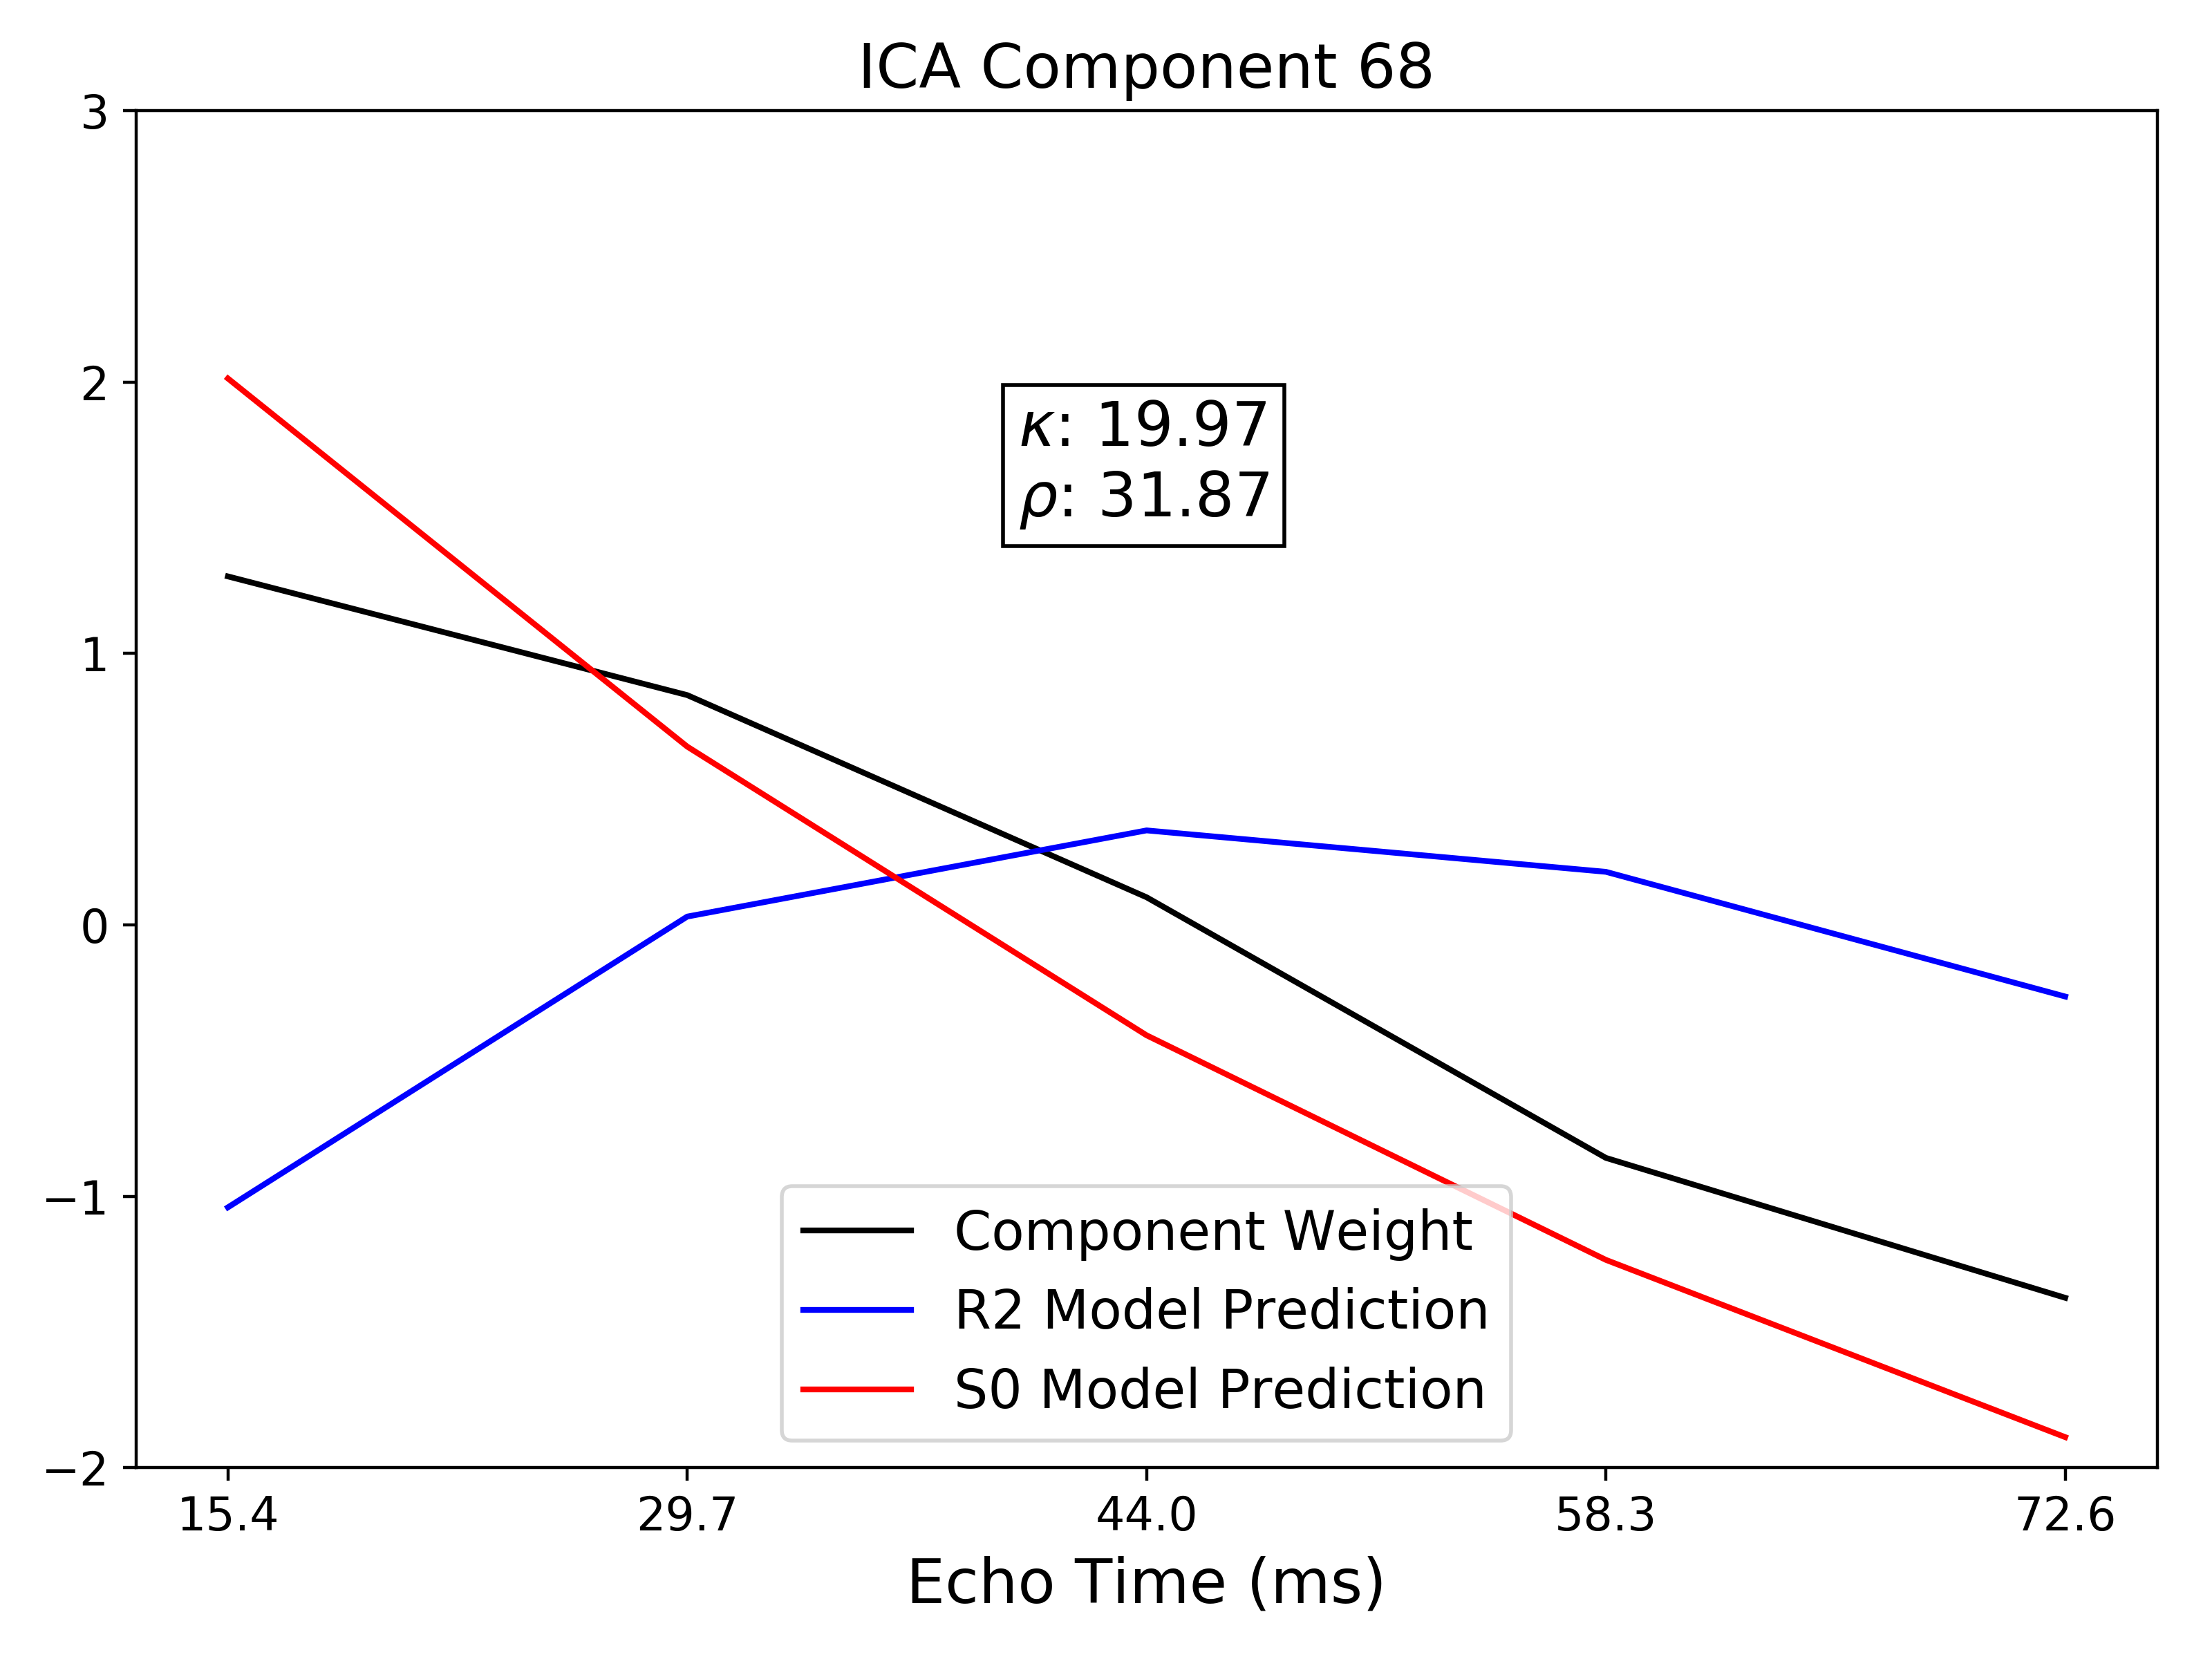 ICA Component 68
3
2
1
0
−1
−2
κ: 19.97
ρ: 31.87
Component Weight
R2 Model Prediction
S0 Model Prediction
15.4 29.7 44.0 58.3 72.6
Echo Time (ms)